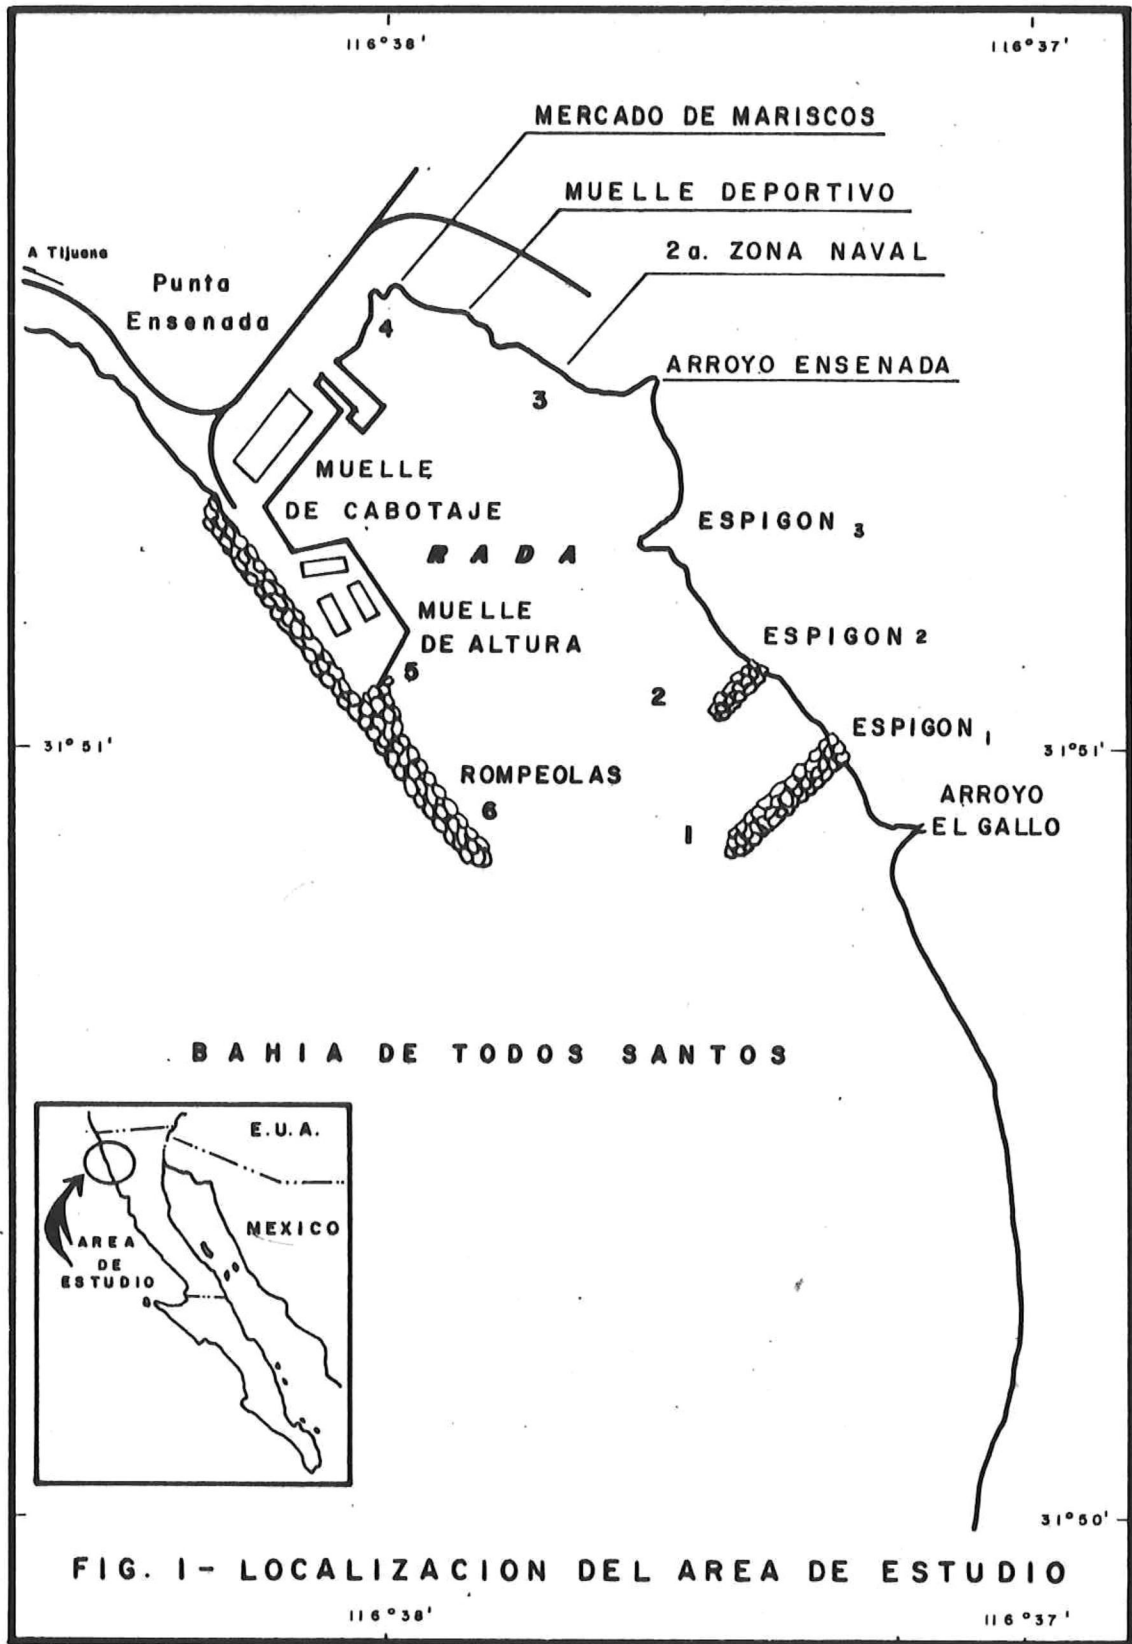 116°38'
116°37'
MERCADO DE MARISCOS
MUELLE DEPORTIVO
2a. ZONA NAVAL
A Tijuana
Punta
Ensenada
4
ARROYO ENSENADA
3
MUELLE
DE CABOTAJE
ESPIGON 3
RADA
MUELLE
DE ALTURA
ESPIGON 2
5
2
ESPIGON 1
31°51'
31°51'
ROMPEOLAS
6
ARROYO
EL GALLO
1
BAHIA DE TODOS SANTOS
E.U.A.
MEXICO
AREA
DE
ESTUDIO
31°50'
FIG. 1- LOCALIZACION DEL AREA DE ESTUDIO
116°38'
116°37'